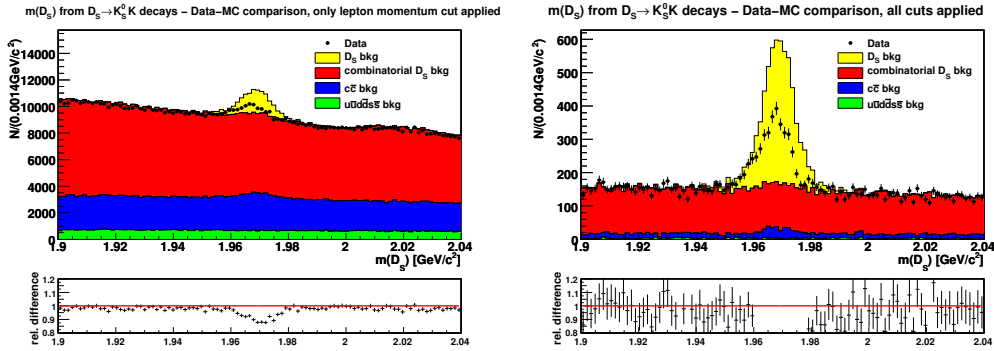 m(D_S) from D_S→K_S^0K decays – Data-MC comparison, only lepton momentum cut applied
N/(0.0014GeV/c²)
14000
12000
10000
8000
6000
4000
2000
0
Data
D_S bkg
combinatorial D_S bkg
cc̄ bkg
uūdd̄ss̄ bkg
1.9 1.92 1.94 1.96 1.98 2 2.02 2.04
m(D_S) [GeV/c²]
rel. difference
1.2
1.1
1
0.9
0.8
1.9 1.92 1.94 1.96 1.98 2 2.02 2.04
m(D_S) from D_S→K_S^0K decays – Data-MC comparison, all cuts applied
N/(0.0014GeV/c²)
600
500
400
300
200
100
0
Data
D_S bkg
combinatorial D_S bkg
cc̄ bkg
uūdd̄ss̄ bkg
1.9 1.92 1.94 1.96 1.98 2 2.02 2.04
m(D_S) [GeV/c²]
rel. difference
1.2
1.1
1
0.9
0.8
1.9 1.92 1.94 1.96 1.98 2 2.02 2.04